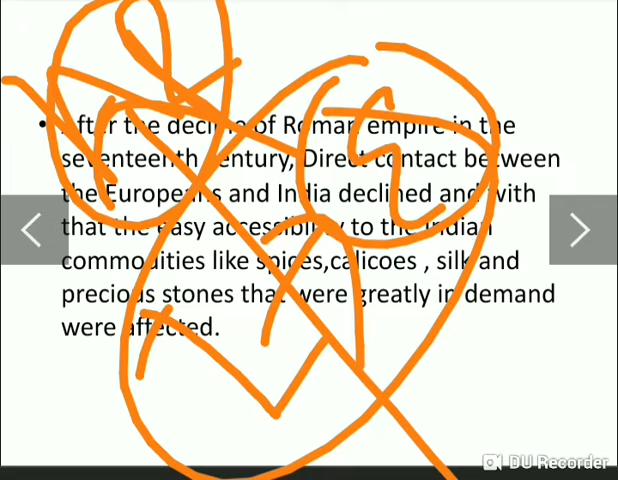 • After the decline of Roman empire in the
seventeenth century, Direct contact between
the Europeans and India declined and with
that the easy accessibility to the Indian
commodities like spices,calicoes , silk and
precious stones that were greatly in demand
were affected.
DU Recorder